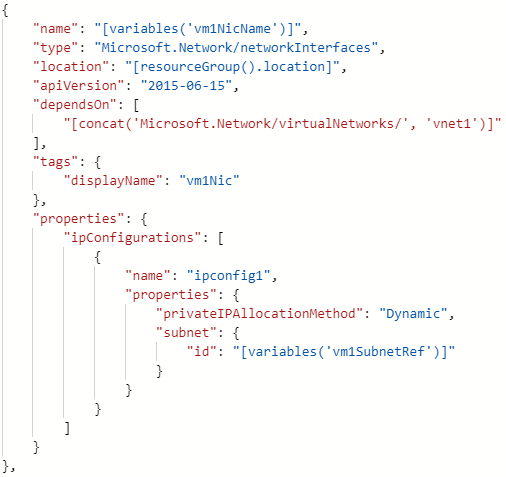 {
"name": "[variables('vm1NicName')]",
"type": "Microsoft.Network/networkInterfaces",
"location": "[resourceGroup().location]",
"apiVersion": "2015-06-15",
"dependsOn": [
"[concat('Microsoft.Network/virtualNetworks/', 'vnet1')]"
],
"tags": {
"displayName": "vm1Nic"
},
"properties": {
"ipConfigurations": [
{
"name": "ipconfig1",
"properties": {
"privateIPAllocationMethod": "Dynamic",
"subnet": {
"id": "[variables('vm1SubnetRef')]"
}
}
}
]
}
},